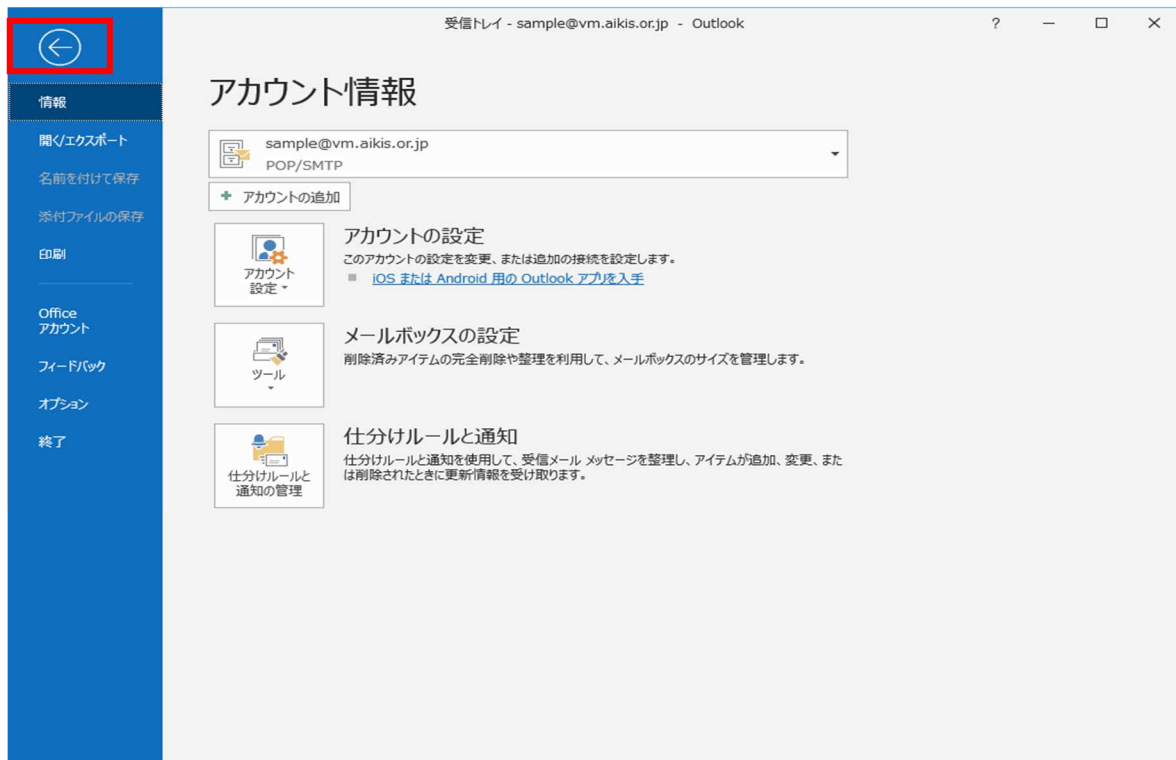 受信トレイ - sample@vm.aikis.or.jp - Outlook
?
情報
開く/エクスポート
名前を付けて保存
添付ファイルの保存
印刷
Office
アカウント
フィードバック
オプション
終了
アカウント情報
sample@vm.aikis.or.jp
POP/SMTP
アカウントの追加
アカウント
設定
アカウントの設定
このアカウントの設定を変更、または追加の接続を設定します。
iOS または Android 用の Outlook アプリを入手
ツール
メールボックスの設定
削除済みアイテムの完全削除や整理を利用して、メールボックスのサイズを管理します。
仕分けルールと
通知の管理
仕分けルールと通知
仕分けルールと通知を使用して、受信メール メッセージを整理し、アイテムが追加、変更、また
は削除されたときに更新情報を受け取ります。